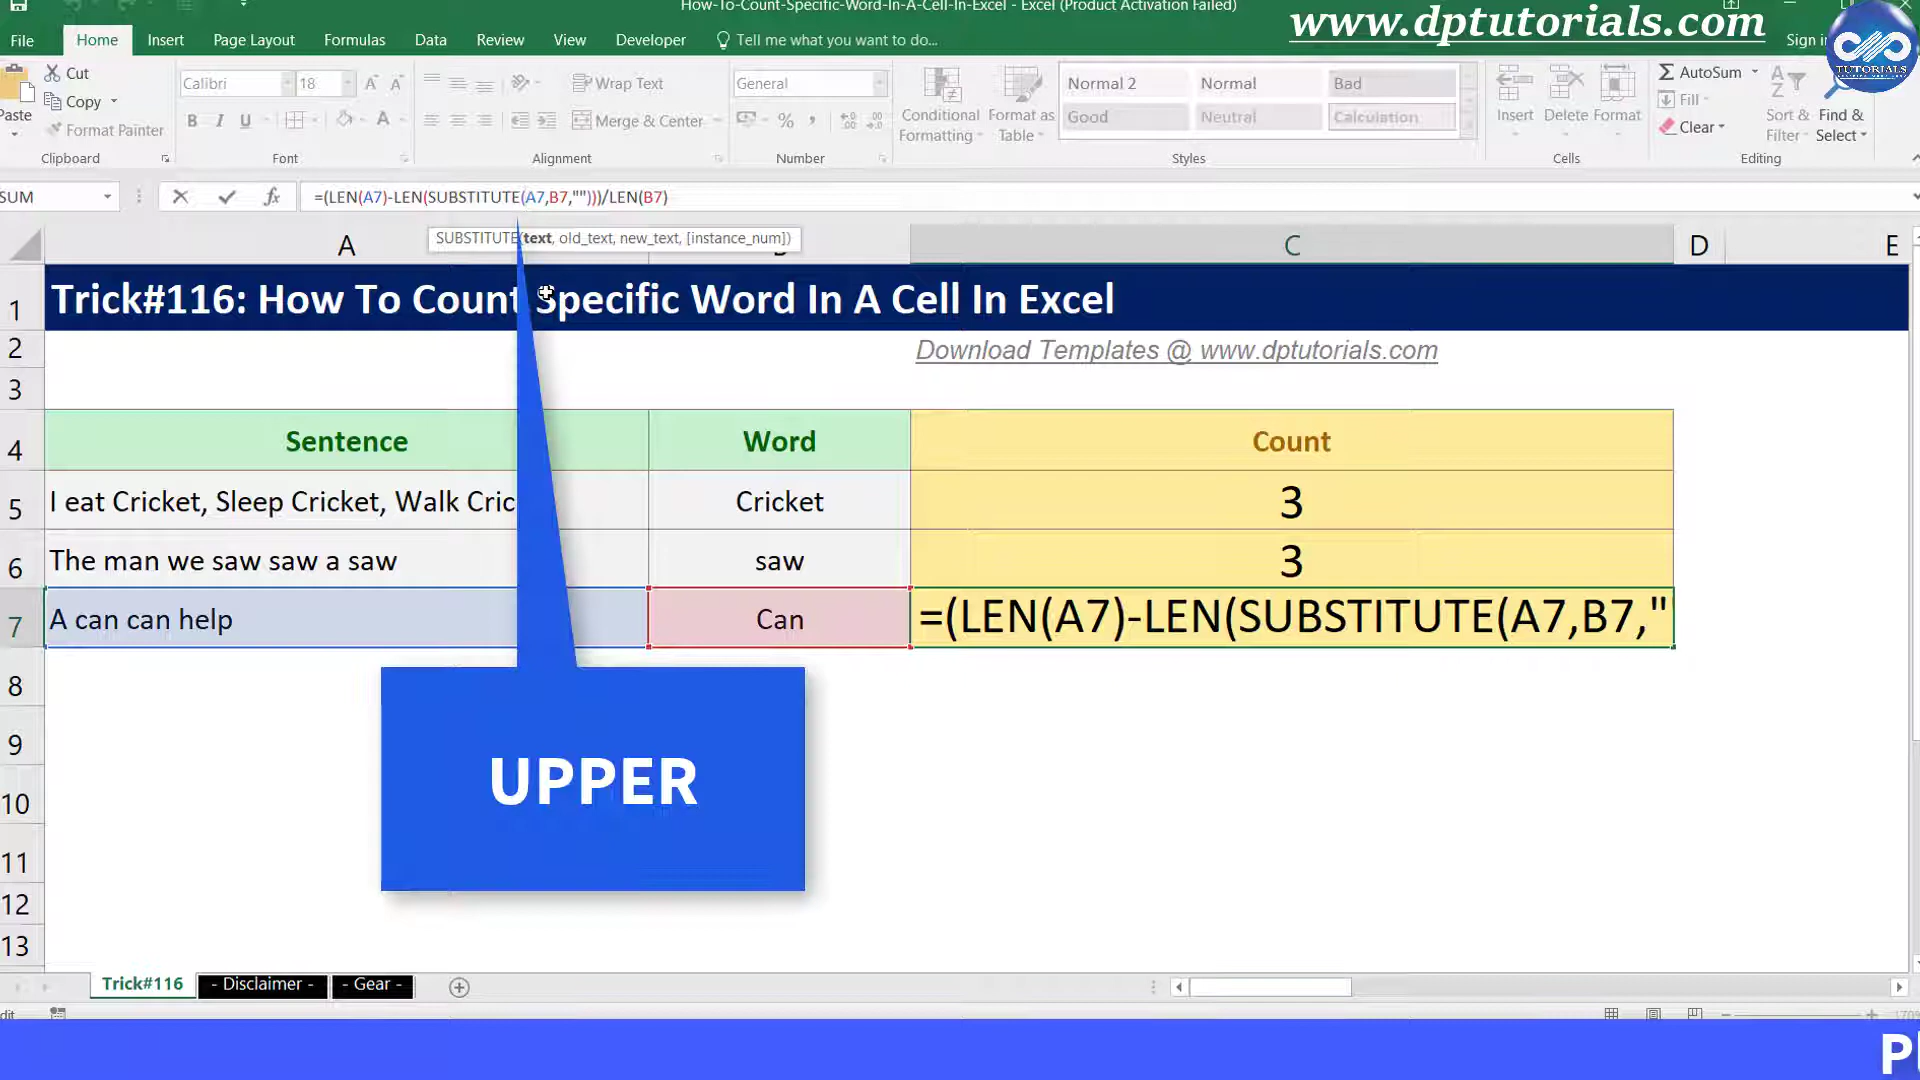 How-To-Count-Specific-Word-In-A-Cell-In-Excel - Excel (Product Activation Failed)
www.dptutorials.com
TUTORIALS
File Home Insert Page Layout Formulas Data Review View Developer Tell me what you want to do...
Cut
Copy
Format Painter
Paste
Clipboard
Calibri 18
B I U
Font
Wrap Text
Merge & Center
Alignment
General
%
Number
Conditional Formatting
Format as Table
Normal 2 Normal Bad
Good Neutral Calculation
Styles
Insert Delete Format
Cells
AutoSum
Fill
Clear
Sort & Filter
Find & Select
Editing
SUM
fx
=(LEN(A7)-LEN(SUBSTITUTE(A7,B7,"")))/LEN(B7)
SUBSTITUTE(text, old_text, new_text, [instance_num])
A C D E
1 Trick#116: How To Count Specific Word In A Cell In Excel
2 Download Templates @ www.dptutorials.com
3
4 Sentence Word Count
5 I eat Cricket, Sleep Cricket, Walk Cric Cricket 3
6 The man we saw saw a saw saw 3
7 A can can help Can =(LEN(A7)-LEN(SUBSTITUTE(A7,B7,"
8
UPPER
9
10
11
12
13
Trick#116 - Disclaimer - - Gear -
170%